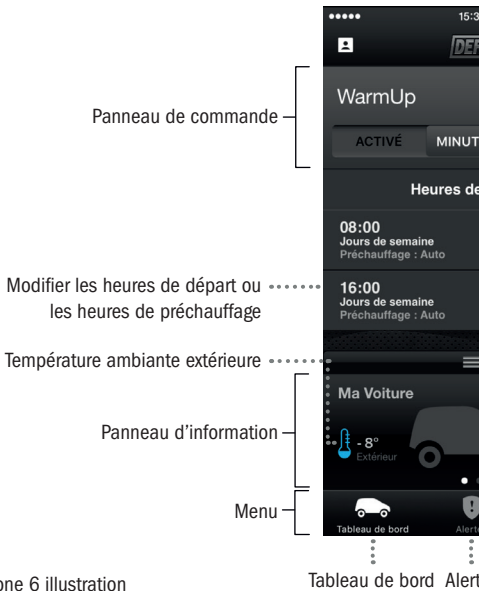 15:3
DEF
WarmUp
Panneau de commande
ACTIVÉ MINUT
Heures de
08:00
Jours de semaine
Préchauffage : Auto
Modifier les heures de départ ou
les heures de préchauffage
16:00
Jours de semaine
Préchauffage : Auto
Température ambiante extérieure
Ma Voiture
Panneau d’information
- 8°
Extérieur
Menu
Tableau de bord Alerte
Tableau de bord Alert
one 6 illustration